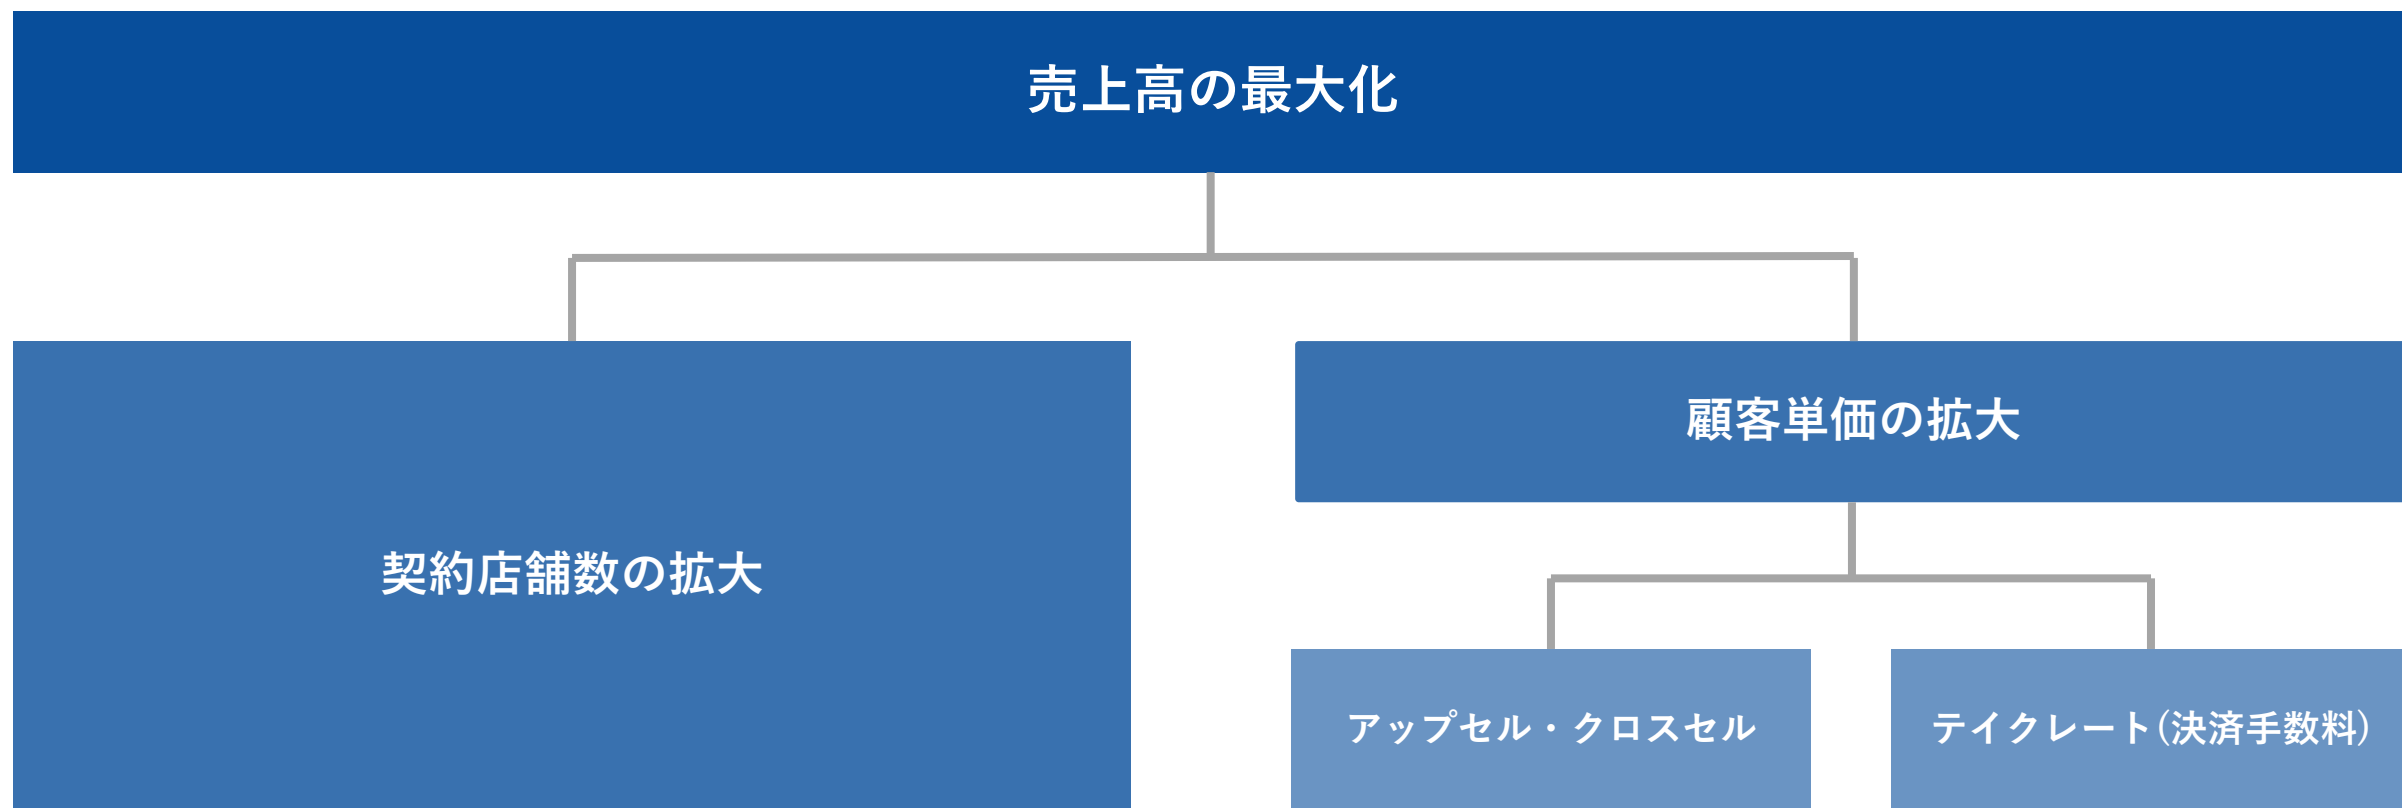 売上高の最大化
顧客単価の拡大
契約店舗数の拡大
アップセル・クロスセル
テイクレート(決済手数料)